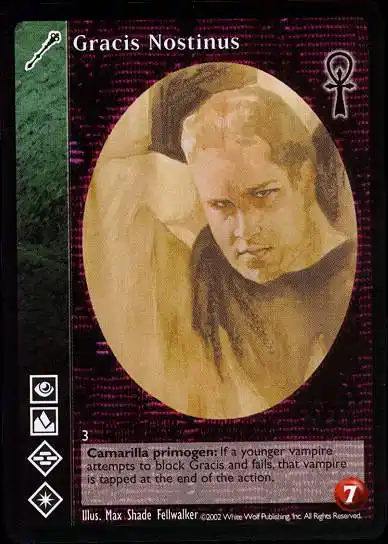 Gracis Nostinus
3
Camarilla primogen: If a younger vampire
attempts to block Gracis and fails, that vampire
is tapped at the end of the action.
7
Illus. Max Shade Fellwalker ©2002 White Wolf Publishing, Inc. All Rights Reserved.